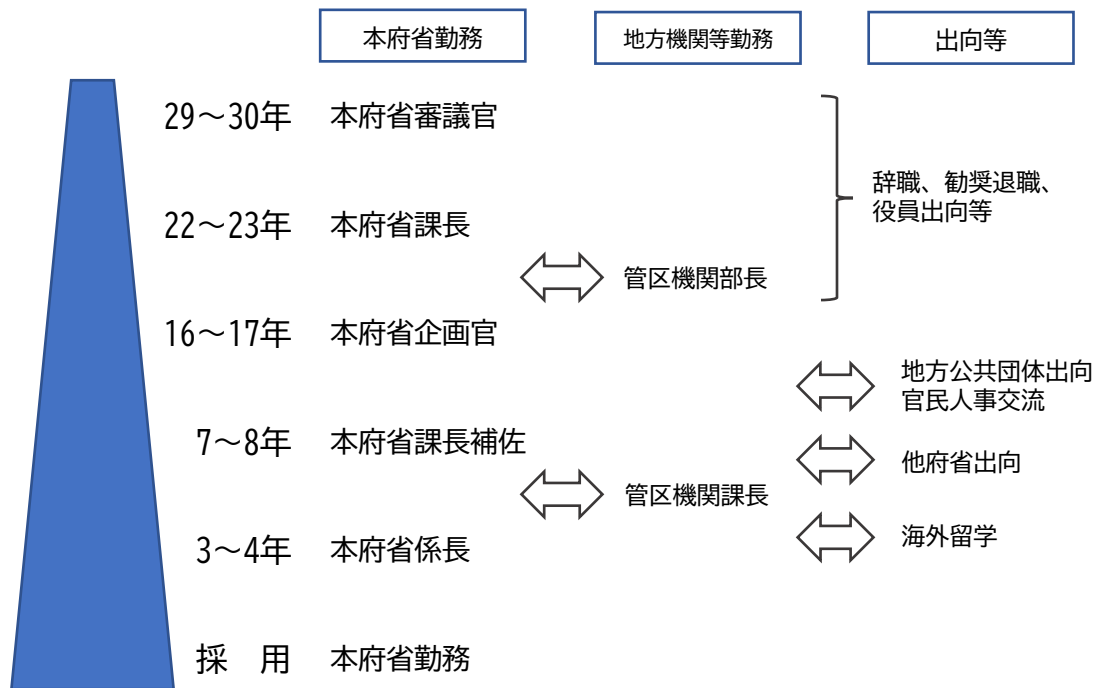 本府省勤務
地方機関等勤務
出向等
29～30年 本府省審議官
辞職、勧奨退職、
役員出向等
22～23年 本府省課長
管区機関部長
16～17年 本府省企画官
地方公共団体出向
官民人事交流
7～8年 本府省課長補佐
他府省出向
管区機関課長
海外留学
3～4年 本府省係長
採　用 本府省勤務